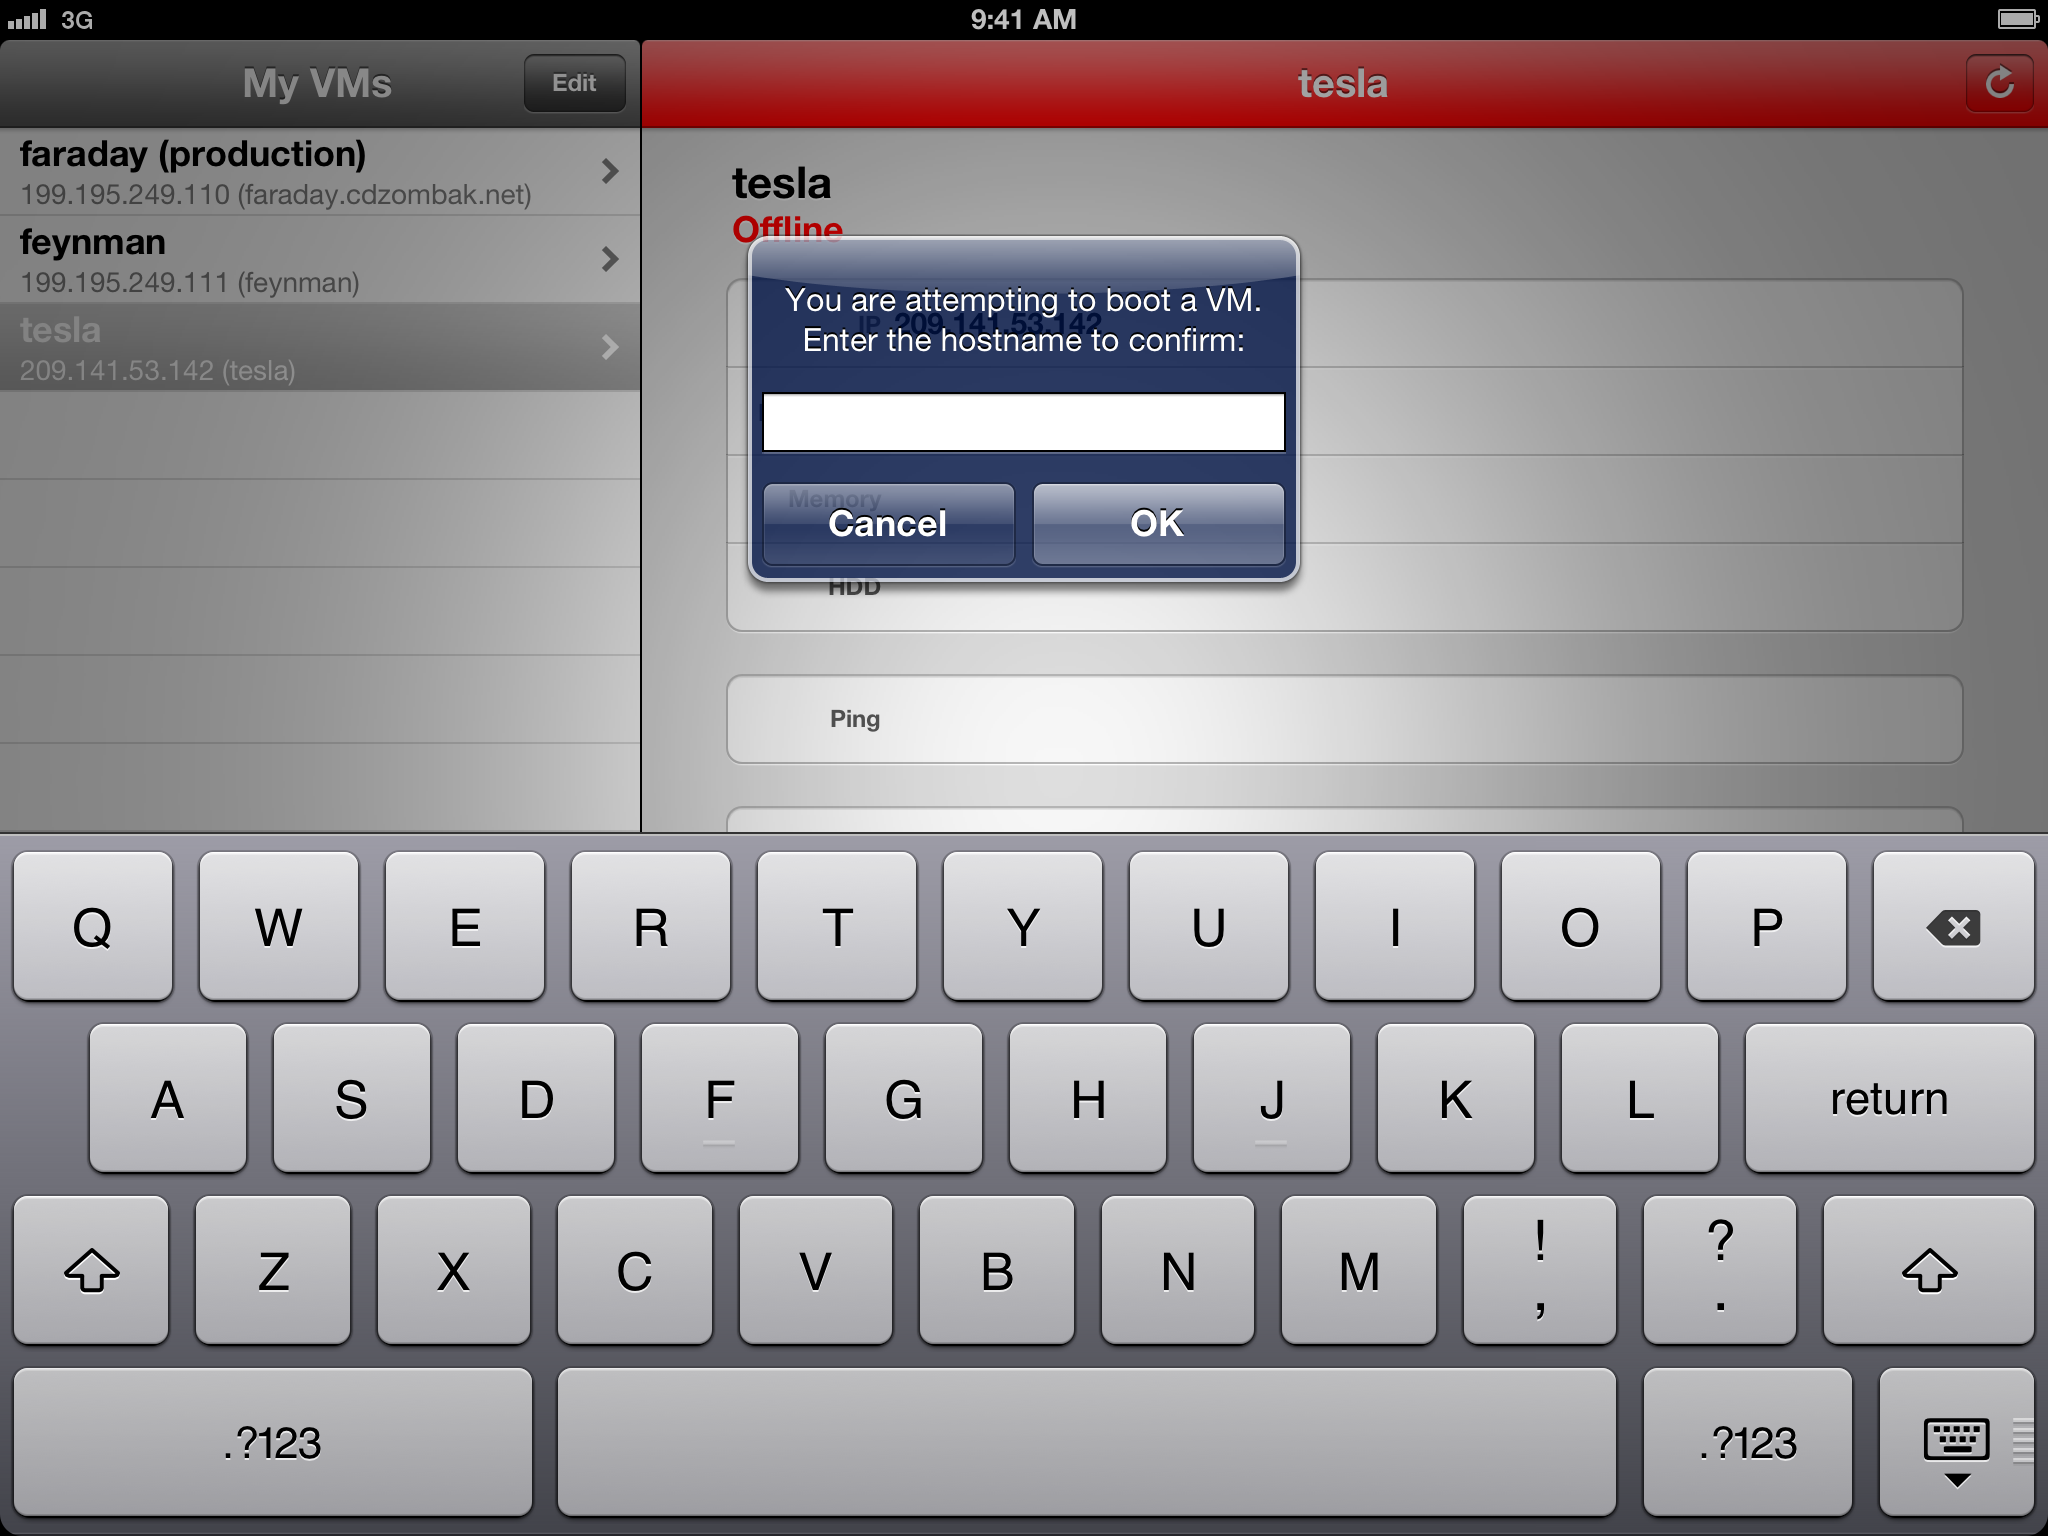 3G
9:41 AM
My VMs
Edit
tesla
faraday (production)
199.195.249.110 (faraday.cdzombak.net)
feynman
199.195.249.111 (feynman)
tesla
209.141.53.142 (tesla)
tesla
Offline
You are attempting to boot a VM.
IP 209.141.53.142
Enter the hostname to confirm:
Memory
Cancel
OK
HDD
Ping
Q W E R T Y U I O P
A S D F G H J K L return
Z X C V B N M ! , ? .
.?123 .?123